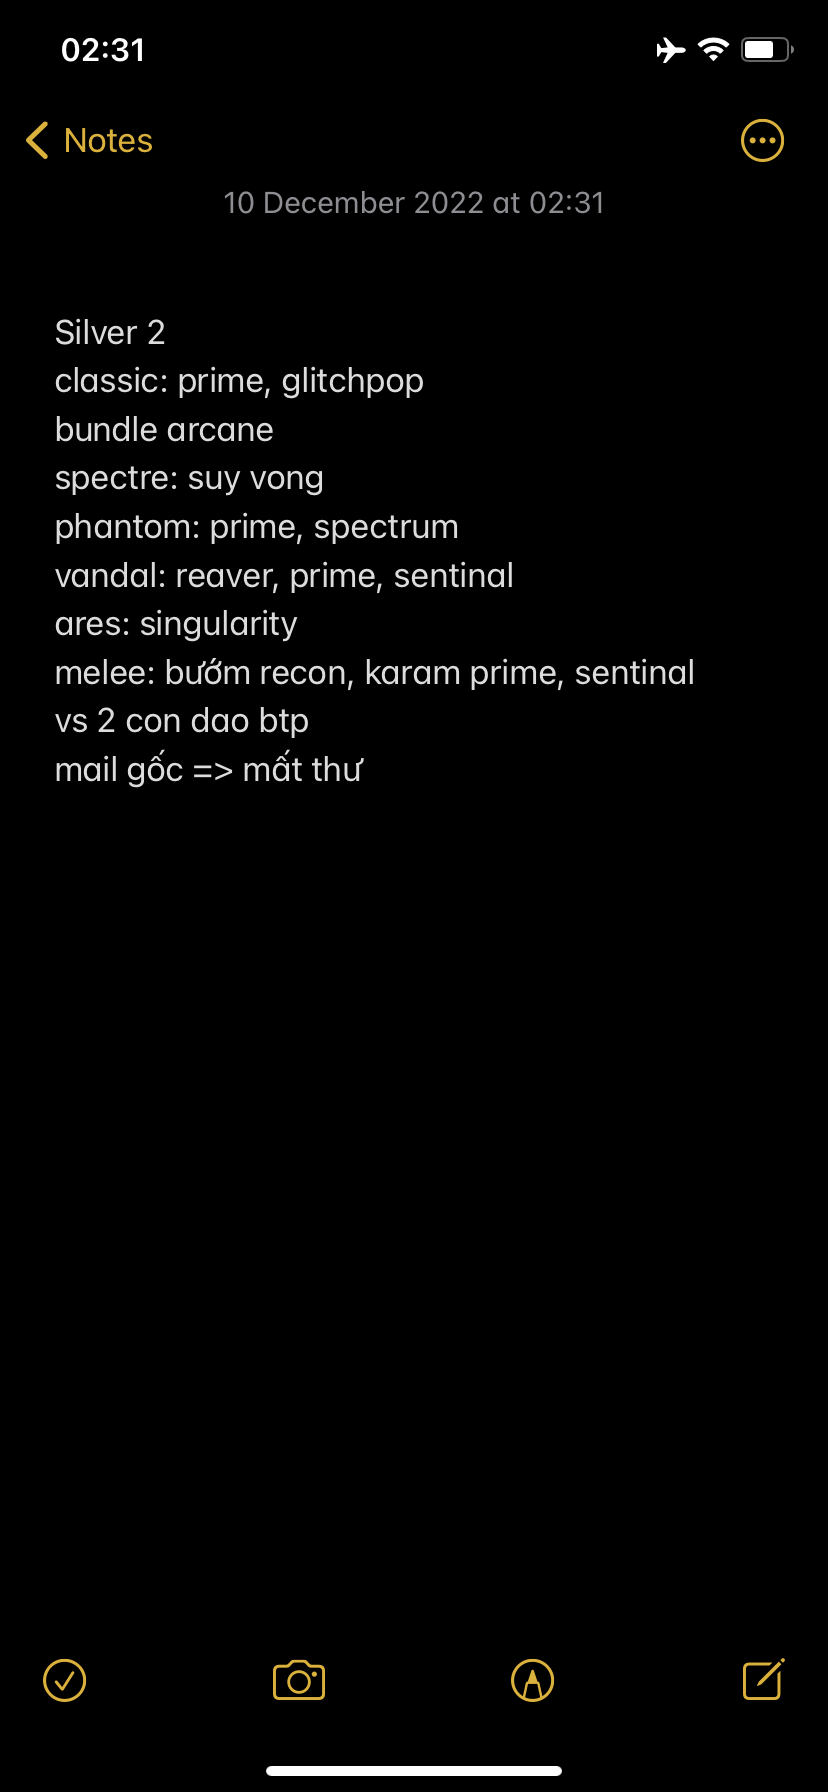 02:31
Notes
10 December 2022 at 02:31
Silver 2
classic: prime, glitchpop
bundle arcane
spectre: suy vong
phantom: prime, spectrum
vandal: reaver, prime, sentinal
ares: singularity
melee: bướm recon, karam prime, sentinal
vs 2 con dao btp
mail gốc => mất thư